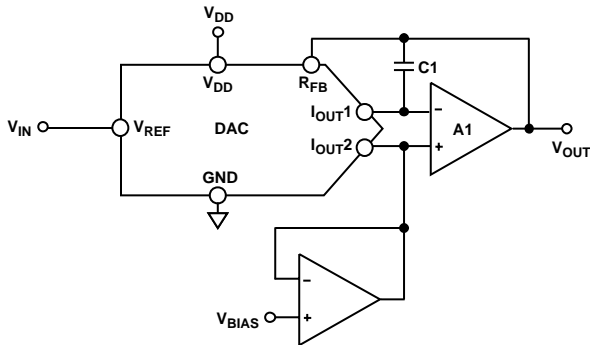 VDD
VDD
RFB
C1
VIN
VREF
DAC
IOUT1
–
A1
IOUT2
+
VOUT
GND
–
VBIAS
+